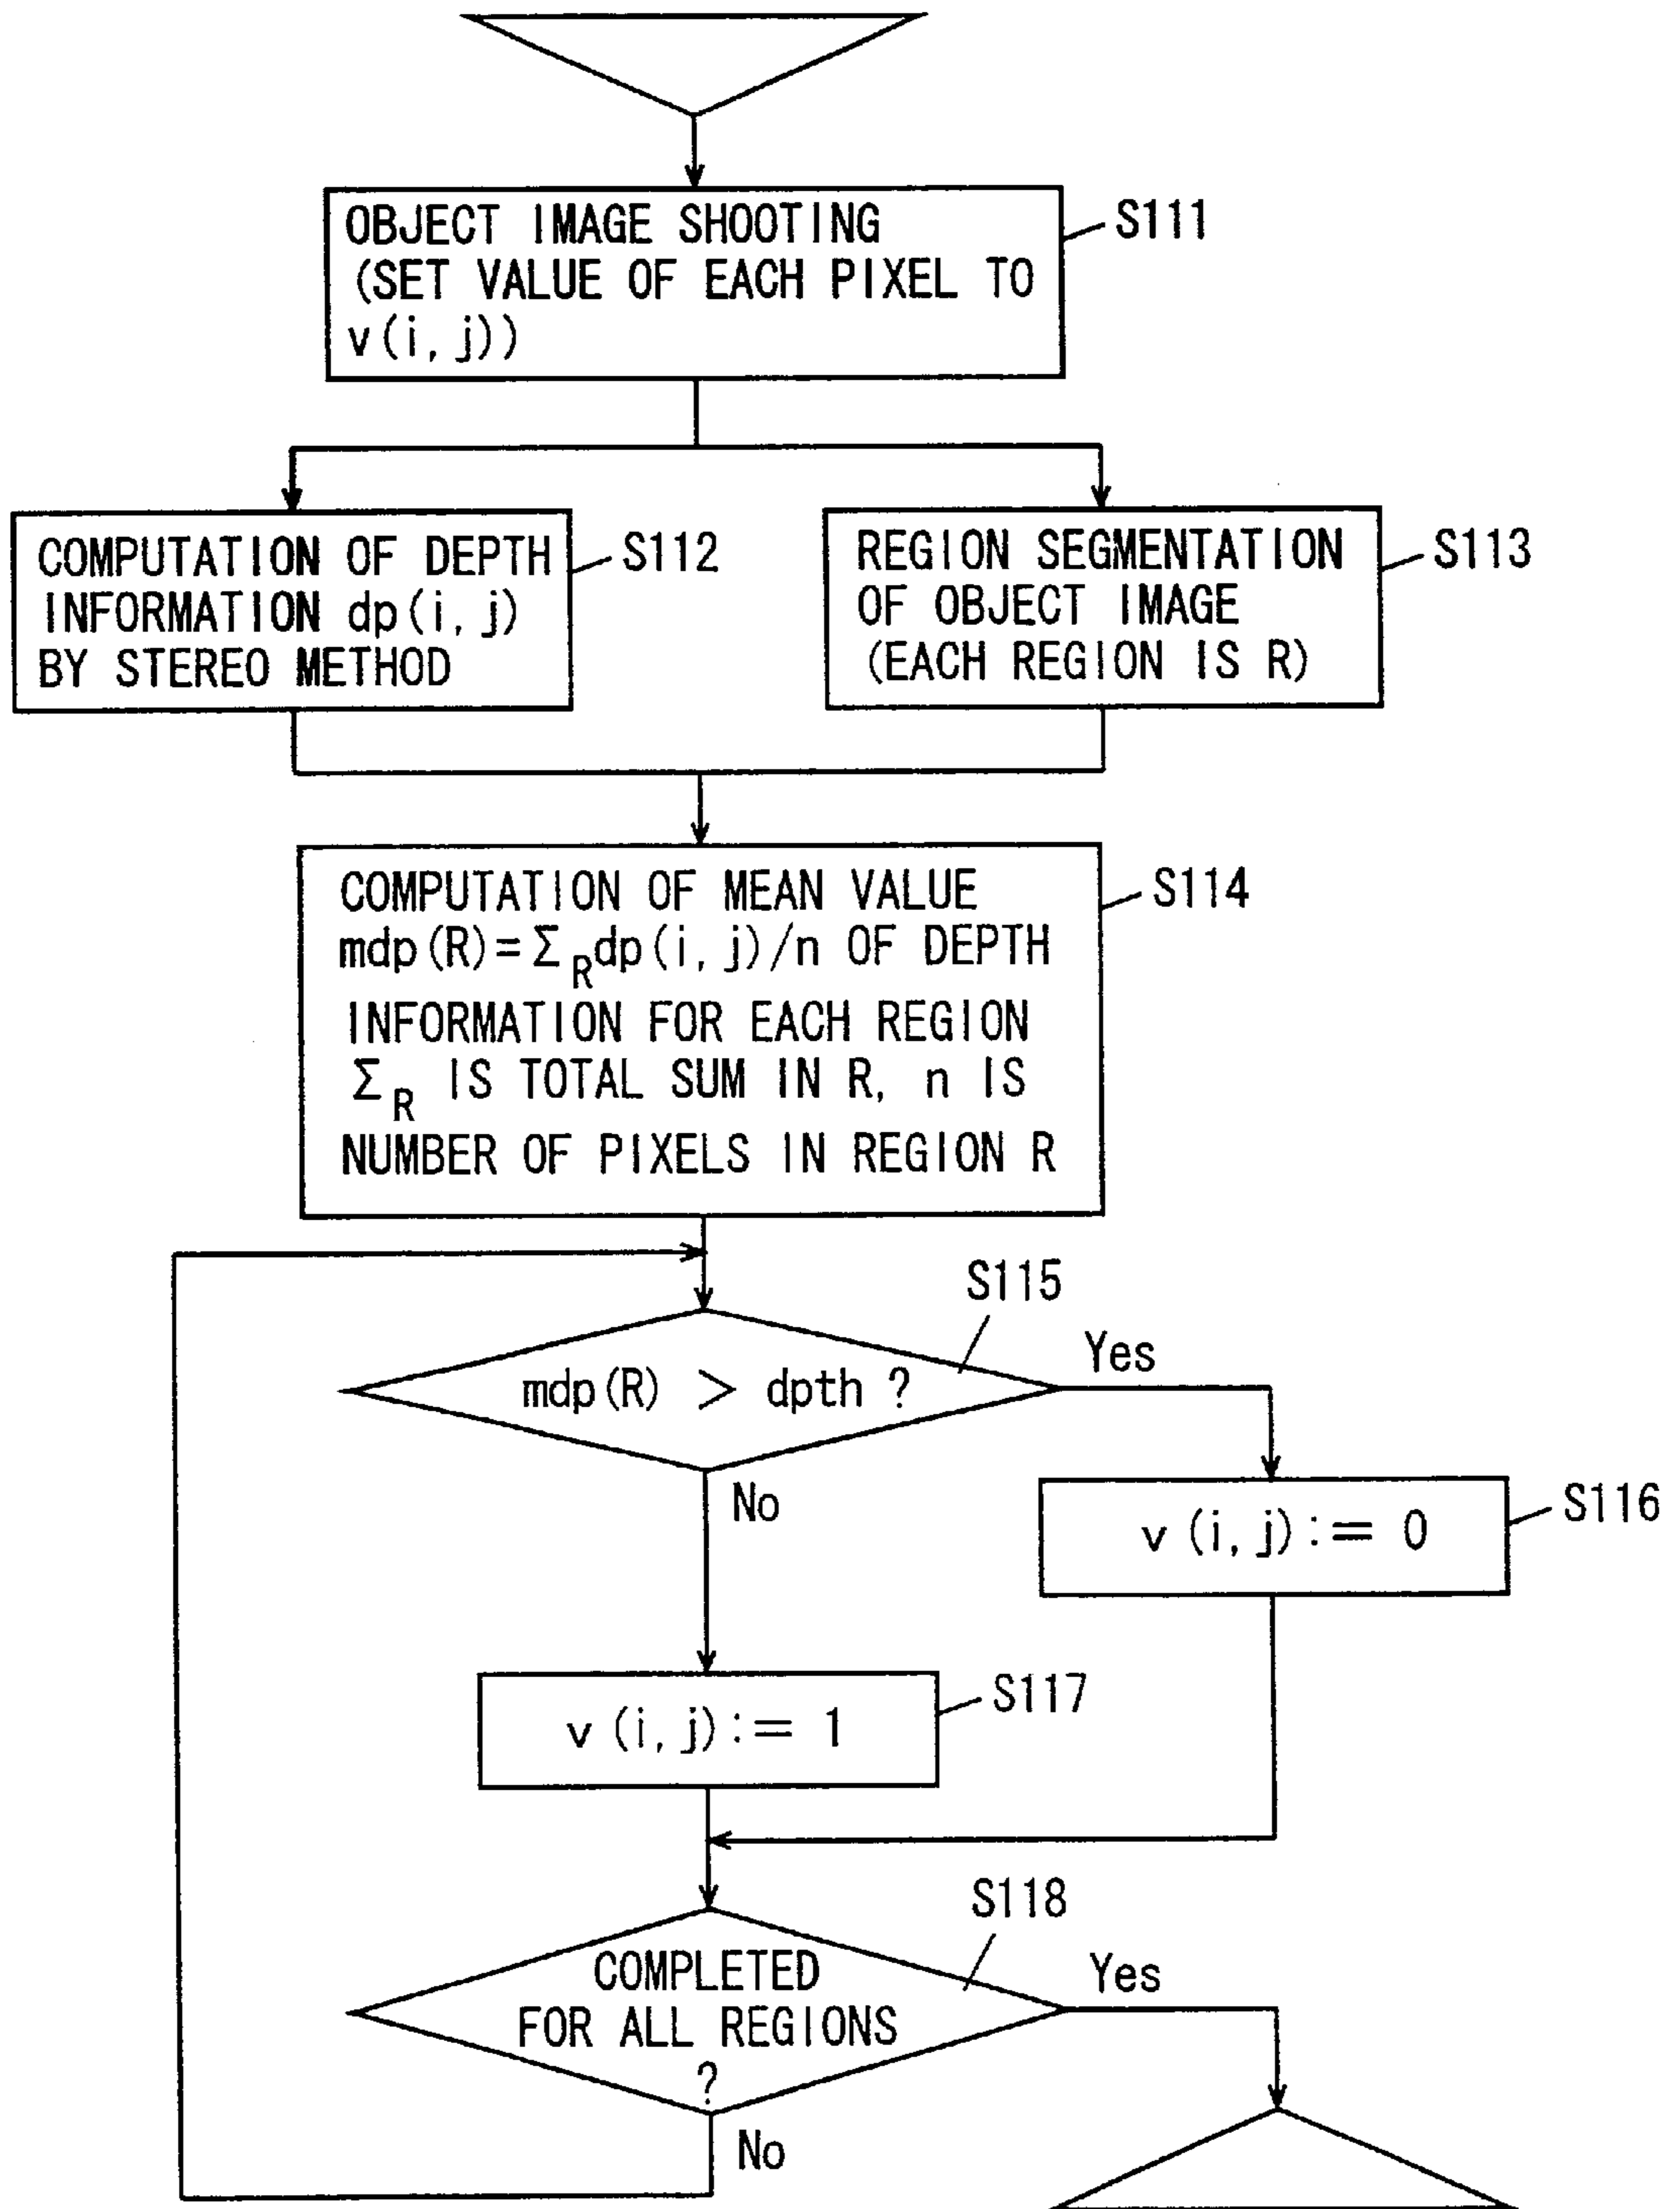 OBJECT IMAGE SHOOTING
(SET VALUE OF EACH PIXEL TO
v(i, j))
S111
COMPUTATION OF DEPTH
INFORMATION dp(i, j)
BY STEREO METHOD
S112
REGION SEGMENTATION
OF OBJECT IMAGE
(EACH REGION IS R)
S113
COMPUTATION OF MEAN VALUE
mdp(R)=Σ_R dp(i, j)/n OF DEPTH
INFORMATION FOR EACH REGION
Σ_R IS TOTAL SUM IN R, n IS
NUMBER OF PIXELS IN REGION R
S114
S115
mdp(R) > dpth ?
Yes
No
v(i, j):= 0
S116
v(i, j):= 1
S117
S118
COMPLETED
FOR ALL REGIONS
?
Yes
No